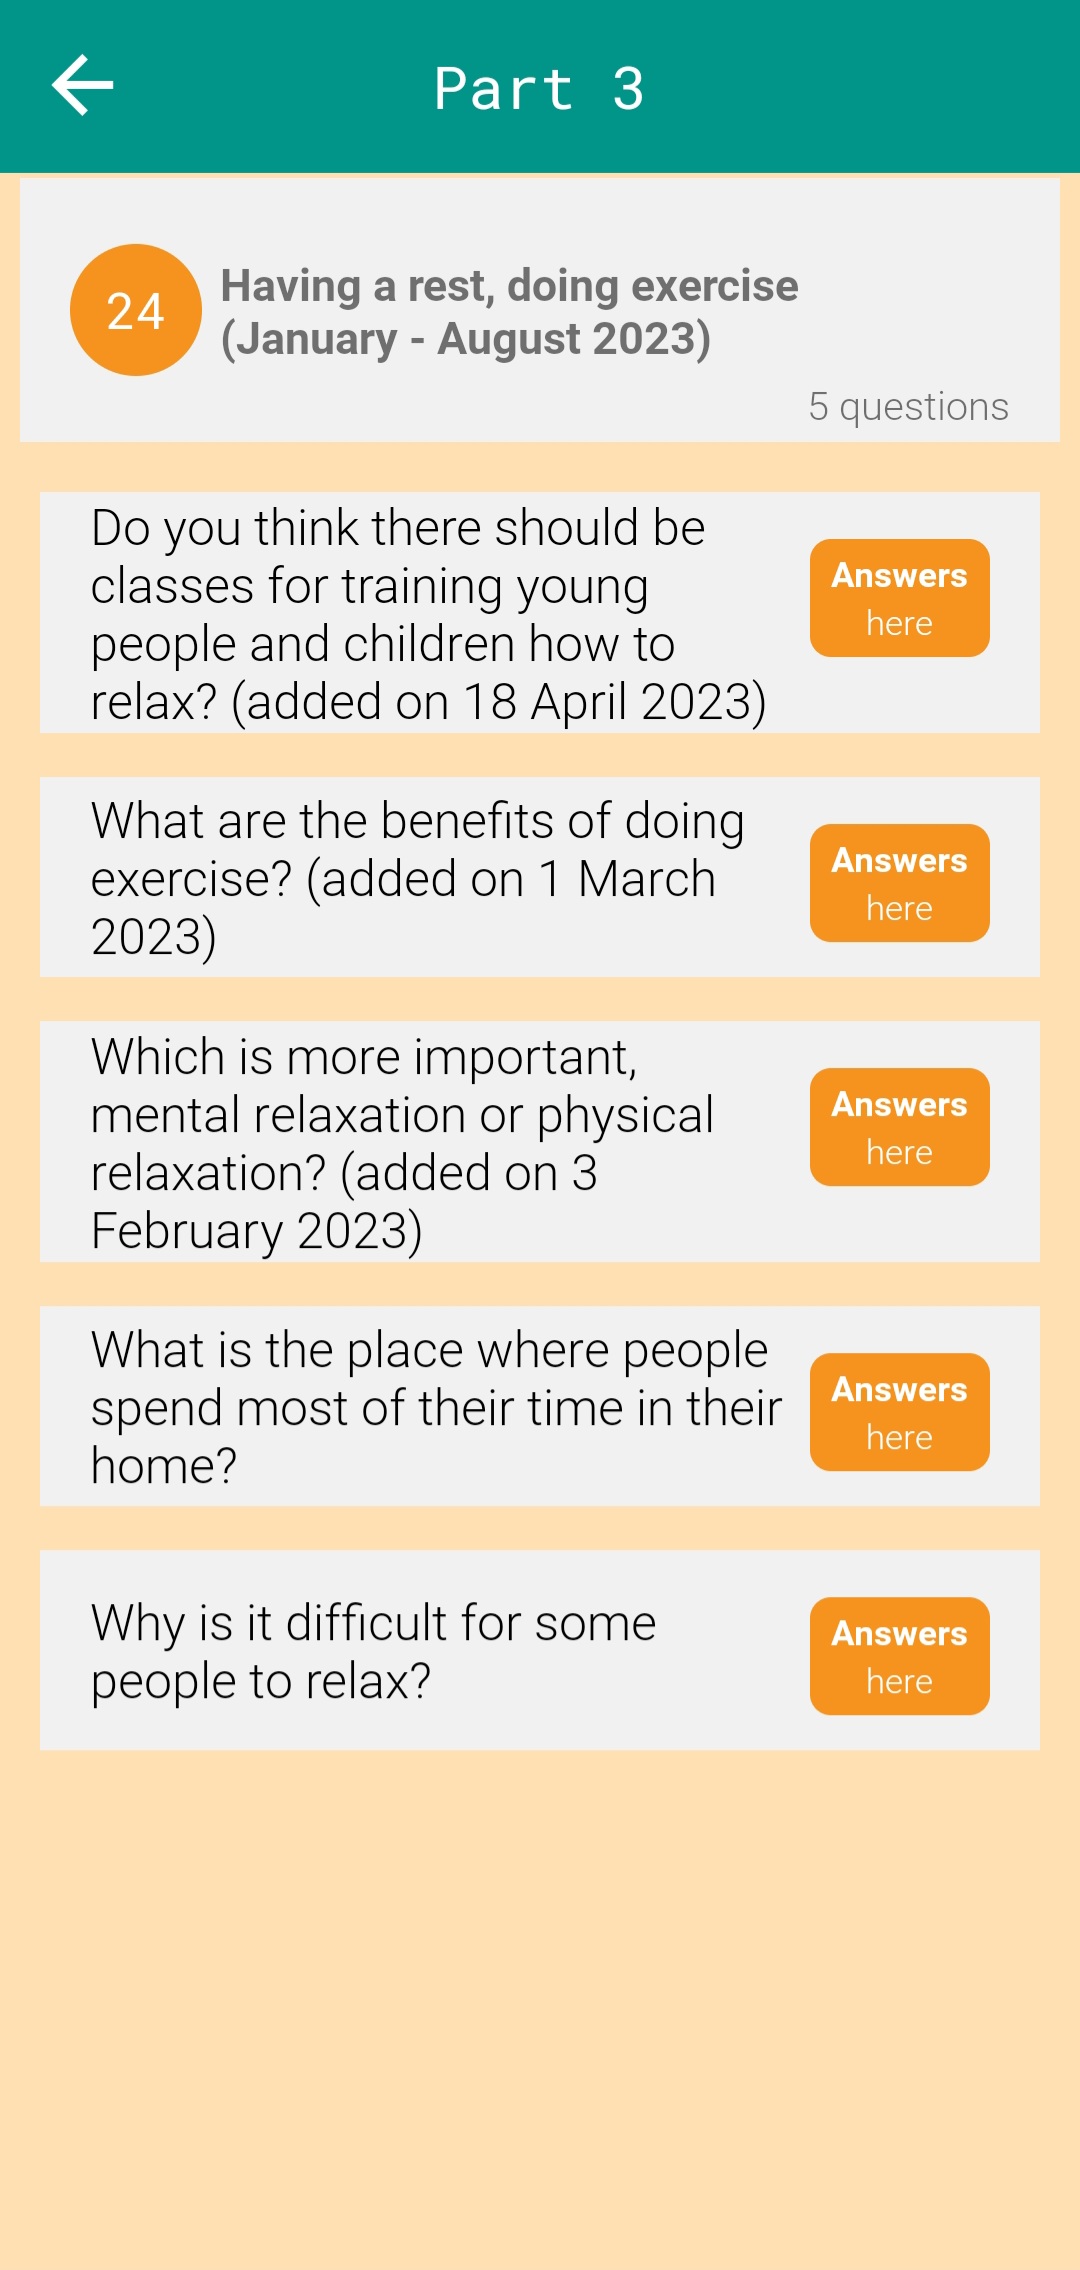 Part 3
24
Having a rest, doing exercise
(January - August 2023)
5 questions
Do you think there should be
classes for training young
people and children how to
relax? (added on 18 April 2023)
Answers
here
What are the benefits of doing
exercise? (added on 1 March
2023)
Answers
here
Which is more important,
mental relaxation or physical
relaxation? (added on 3
February 2023)
Answers
here
What is the place where people
spend most of their time in their
home?
Answers
here
Why is it difficult for some
people to relax?
Answers
here